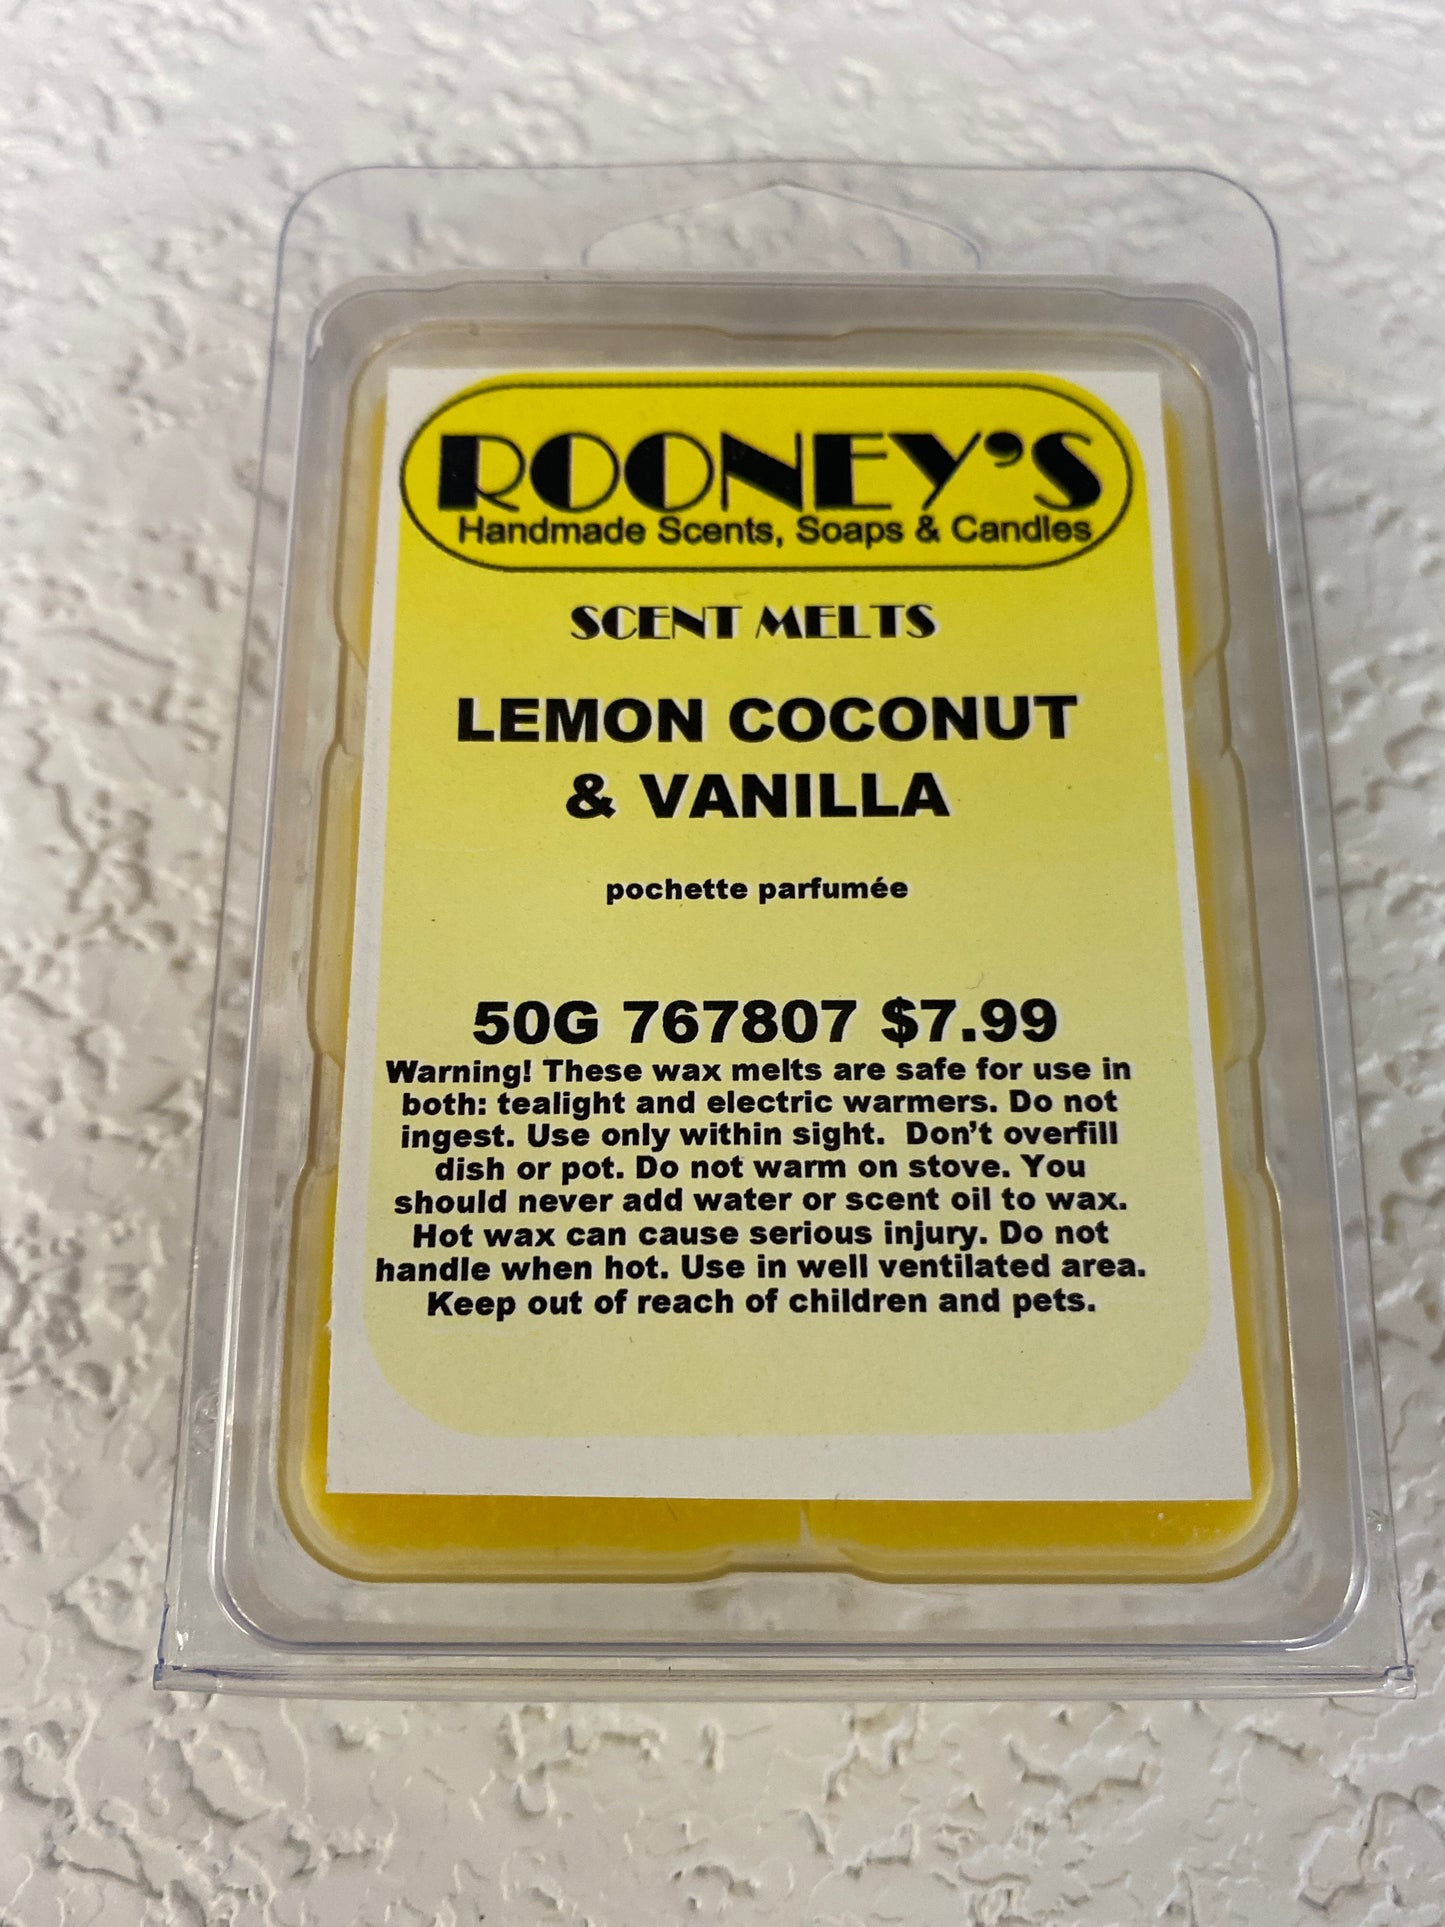 ROONEY'S
Handmade Scents, Soaps & Candles
SCENT MELTS
LEMON COCONUT
& VANILLA
pochette parfumée
50G 767807 $7.99
Warning! These wax melts are safe for use in
both: tealight and electric warmers. Do not
ingest. Use only within sight.  Don't overfill
dish or pot. Do not warm on stove. You
should never add water or scent oil to wax.
Hot wax can cause serious injury. Do not
handle when hot. Use in well ventilated area.
Keep out of reach of children and pets.